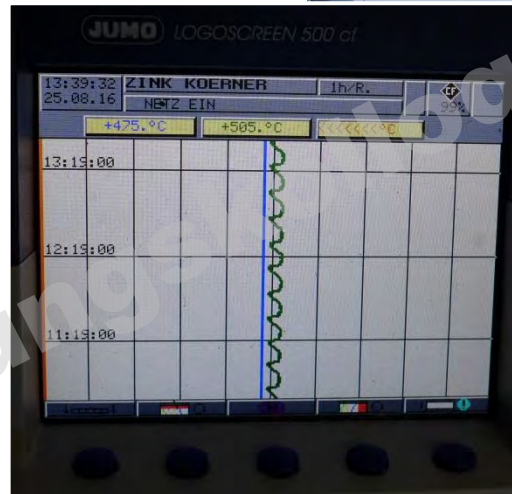 JUMO LOGOSCREEN 500 cf
13:39:32 ZINK KOERNER 1h/R.
25.08.16 NETZ EIN CF 99%
+475.°C +505.°C <<<<<<<°C
13:19:00
12:19:00
11:19:00